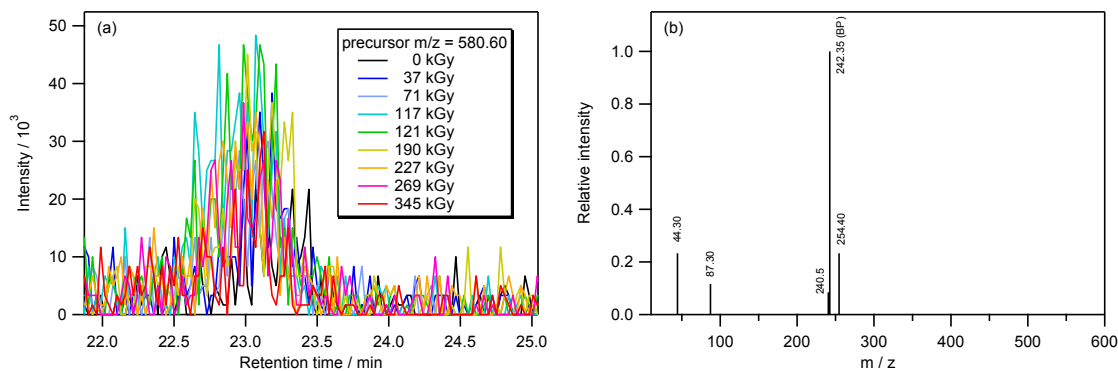 (a)
precursor m/z = 580.60
0 kGy
37 kGy
71 kGy
117 kGy
121 kGy
190 kGy
227 kGy
269 kGy
345 kGy
50
40
30
20
10
0
Intensity / 10³
22.0 22.5 23.0 23.5 24.0 24.5 25.0
Retention time / min
(b)
242.35 (BP)
44.30
87.30
240.5
254.40
1.0
0.8
0.6
0.4
0.2
0.0
Relative intensity
100 200 300 400 500 600
m / z